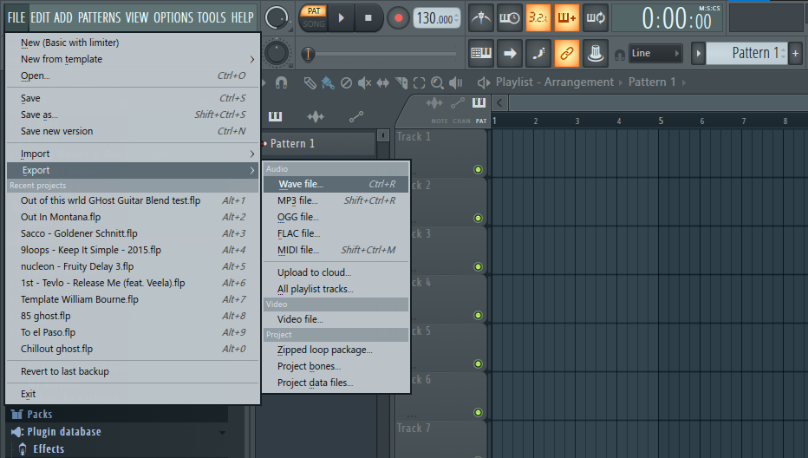 FILE EDIT ADD PATTERNS VIEW OPTIONS TOOLS HELP
PAT
SONG
130.000
3.2.
0:00:00
M:S:CS
Line
Pattern 1
New (Basic with limiter)
New from template
Open... Ctrl+O
Save Ctrl+S
Save as... Shift+Ctrl+S
Save new version Ctrl+N
Import
Export
Recent projects
Out of this wrld GHost Guitar Blend test.flp Alt+1
Out In Montana.flp Alt+2
Sacco - Goldener Schnitt.flp Alt+3
9loops - Keep It Simple - 2015.flp Alt+4
nucleon - Fruity Delay 3.flp Alt+5
1st - Tevlo - Release Me (feat. Veela).flp Alt+6
Template William Bourne.flp Alt+7
85 ghost.flp Alt+8
To el Paso.flp Alt+9
Chillout ghost.flp Alt+0
Revert to last backup
Exit
Packs
Plugin database
Effects
Audio
Wave file... Ctrl+R
MP3 file... Shift+Ctrl+R
OGG file...
FLAC file...
MIDI file... Shift+Ctrl+M
Upload to cloud...
All playlist tracks...
Video
Video file...
Project
Zipped loop package...
Project bones...
Project data files...
Playlist - Arrangement › Pattern 1 ›
Pattern 1
NOTE CHAN PAT
1 2 3 4 5 6 7 8
Track 1
Track 2
Track 3
Track 4
Track 5
Track 6
Track 7